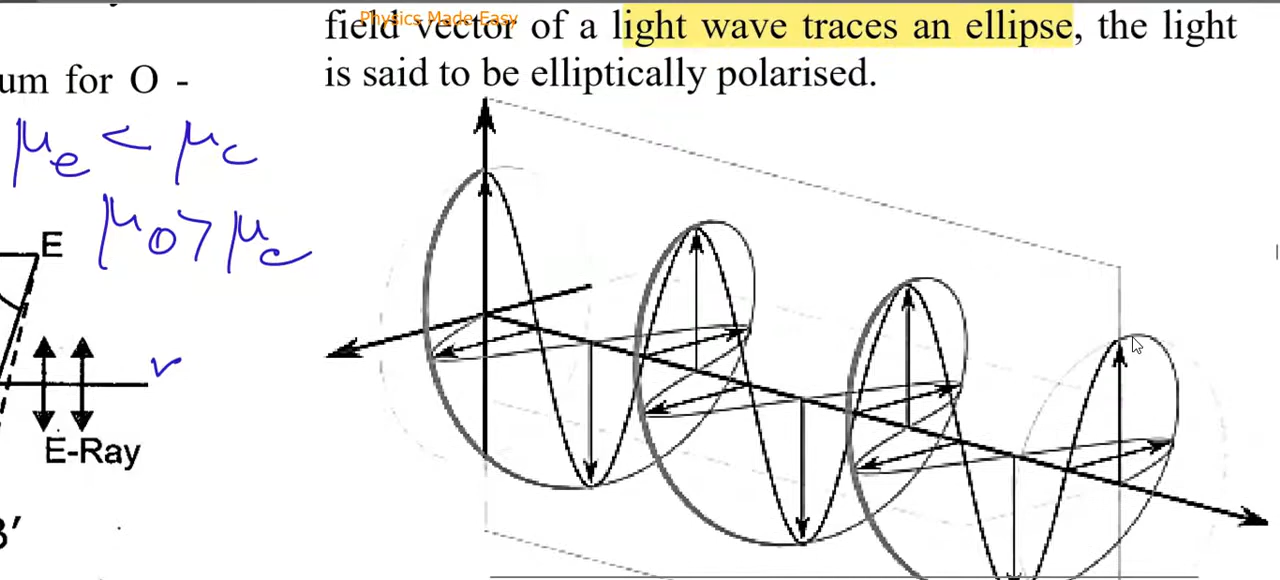 Physics Made Easy
field vector of a light wave traces an ellipse, the light
is said to be elliptically polarised.
um for O -
μe < μc
μo > μc
E
E-Ray
B′